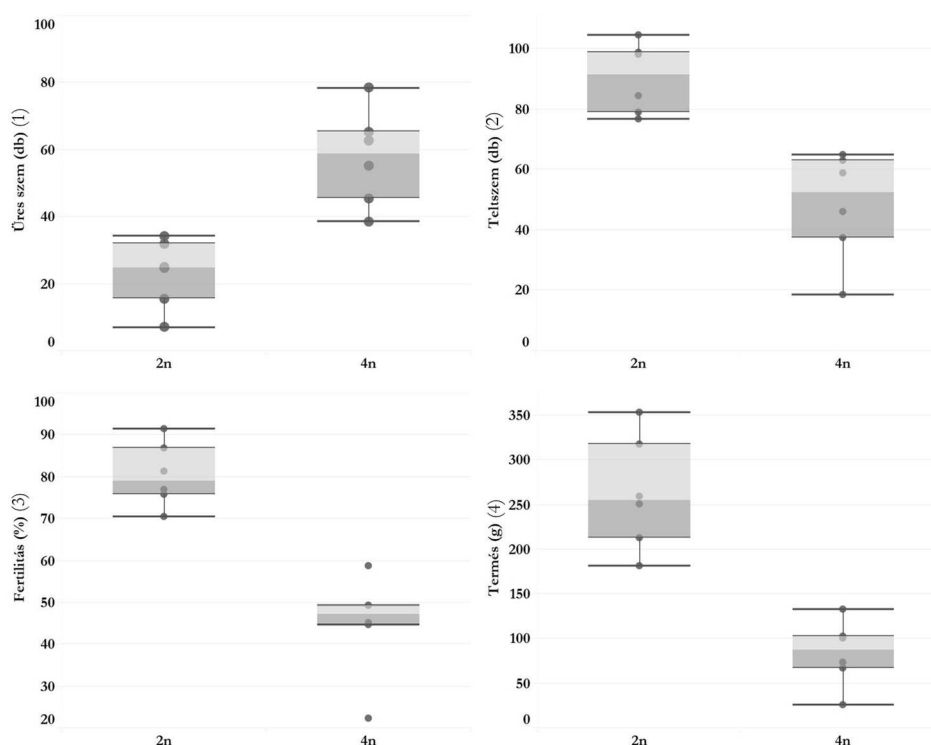 Üres szem (db) (1)
100
80
60
40
20
0
2n
4n
Teltszem (db) (2)
100
80
60
40
20
0
2n
4n
Fertilitás (%) (3)
100
90
80
70
60
50
40
30
20
2n
4n
Termés (g) (4)
350
300
250
200
150
100
50
0
2n
4n